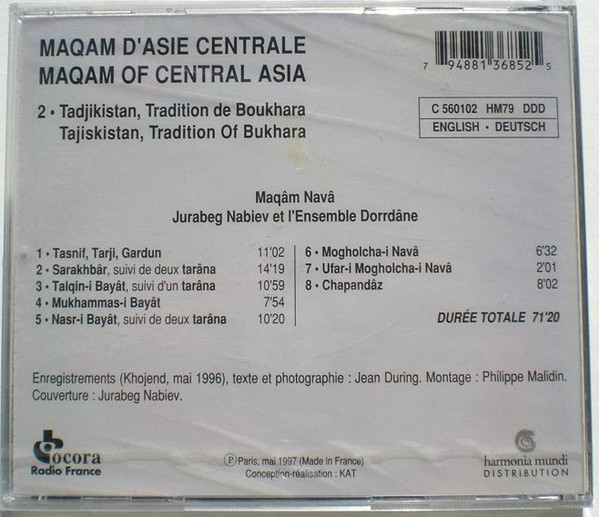 MAQAM D'ASIE CENTRALE
MAQAM OF CENTRAL ASIA
2 • Tadjikistan, Tradition de Boukhara
Tajiskistan, Tradition Of Bukhara
7 94881 36852 5
C 560102 HM79 DDD
ENGLISH • DEUTSCH
Maqâm Navâ
Jurabeg Nabiev et l'Ensemble Dorrdâne
1 • Tasnif, Tarji, Gardun 11'02
2 • Sarakhbâr, suivi de deux tarâna 14'19
3 • Talqin-i Bayât, suivi d'un tarâna 10'59
4 • Mukhammas-i Bayât 7'54
5 • Nasr-i Bayât, suivi de deux tarâna 10'20
6 • Mogholcha-i Navâ 6'32
7 • Ufar-i Mogholcha-i Navâ 2'01
8 • Chapandâz 8'02
DURÉE TOTALE 71'20
Enregistrements (Khojend, mai 1996), texte et photographie : Jean During. Montage : Philippe Malidin.
Couverture : Jurabeg Nabiev.
ocora
Radio France
Ⓟ Paris, mai 1997 (Made in France)
Conception-réalisation : KAT
harmonia mundi
DISTRIBUTION